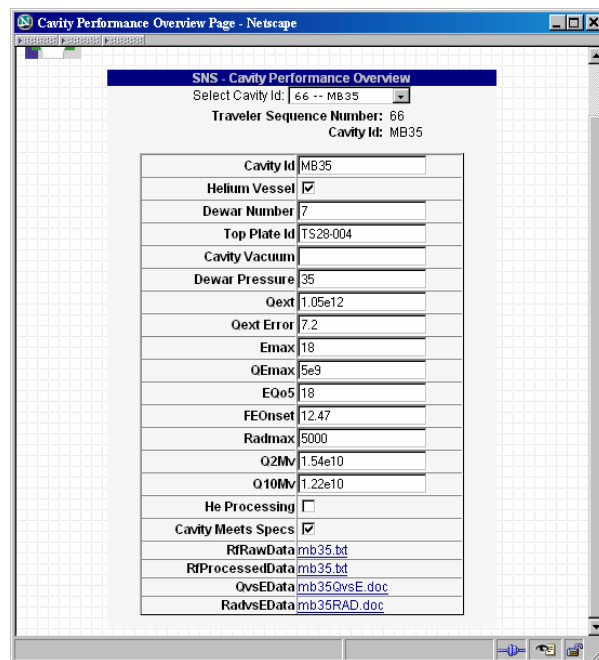 Cavity Performance Overview Page - Netscape
SNS - Cavity Performance Overview
Select Cavity Id: 66 -- MB35
Traveler Sequence Number: 66
Cavity Id: MB35
Cavity Id MB35
Helium Vessel
Dewar Number 7
Top Plate Id TS28-004
Cavity Vacuum
Dewar Pressure 35
Qext 1.05e12
Qext Error 7.2
Emax 18
QEmax 5e9
EQo5 18
FEOnset 12.47
Radmax 5000
Q2Mv 1.54e10
Q10Mv 1.22e10
He Processing
Cavity Meets Specs
RfRawData mb35.txt
RfProcessedData mb35.txt
QvsEData mb35QvsE.doc
RadvsEData mb35RAD.doc